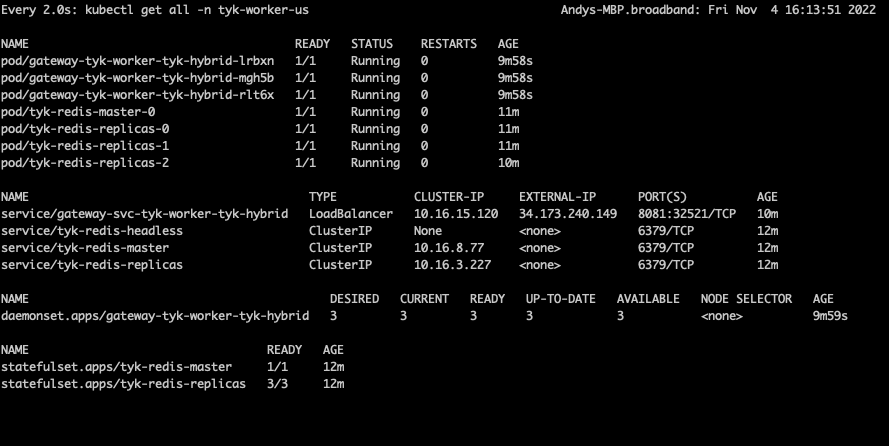 Every 2.0s: kubectl get all -n tyk-worker-us Andys-MBP.broadband: Fri Nov  4 16:13:51 2022
NAME READY STATUS RESTARTS AGE
pod/gateway-tyk-worker-tyk-hybrid-lrbxn 1/1 Running 0 9m58s
pod/gateway-tyk-worker-tyk-hybrid-mgh5b 1/1 Running 0 9m58s
pod/gateway-tyk-worker-tyk-hybrid-rlt6x 1/1 Running 0 9m58s
pod/tyk-redis-master-0 1/1 Running 0 11m
pod/tyk-redis-replicas-0 1/1 Running 0 11m
pod/tyk-redis-replicas-1 1/1 Running 0 11m
pod/tyk-redis-replicas-2 1/1 Running 0 10m
NAME TYPE CLUSTER-IP EXTERNAL-IP PORT(S) AGE
service/gateway-svc-tyk-worker-tyk-hybrid LoadBalancer 10.16.15.120 34.173.240.149 8081:32521/TCP 10m
service/tyk-redis-headless ClusterIP None <none> 6379/TCP 12m
service/tyk-redis-master ClusterIP 10.16.8.77 <none> 6379/TCP 12m
service/tyk-redis-replicas ClusterIP 10.16.3.227 <none> 6379/TCP 12m
NAME DESIRED CURRENT READY UP-TO-DATE AVAILABLE NODE SELECTOR AGE
daemonset.apps/gateway-tyk-worker-tyk-hybrid 3 3 3 3 3 <none> 9m59s
NAME READY AGE
statefulset.apps/tyk-redis-master 1/1 12m
statefulset.apps/tyk-redis-replicas 3/3 12m